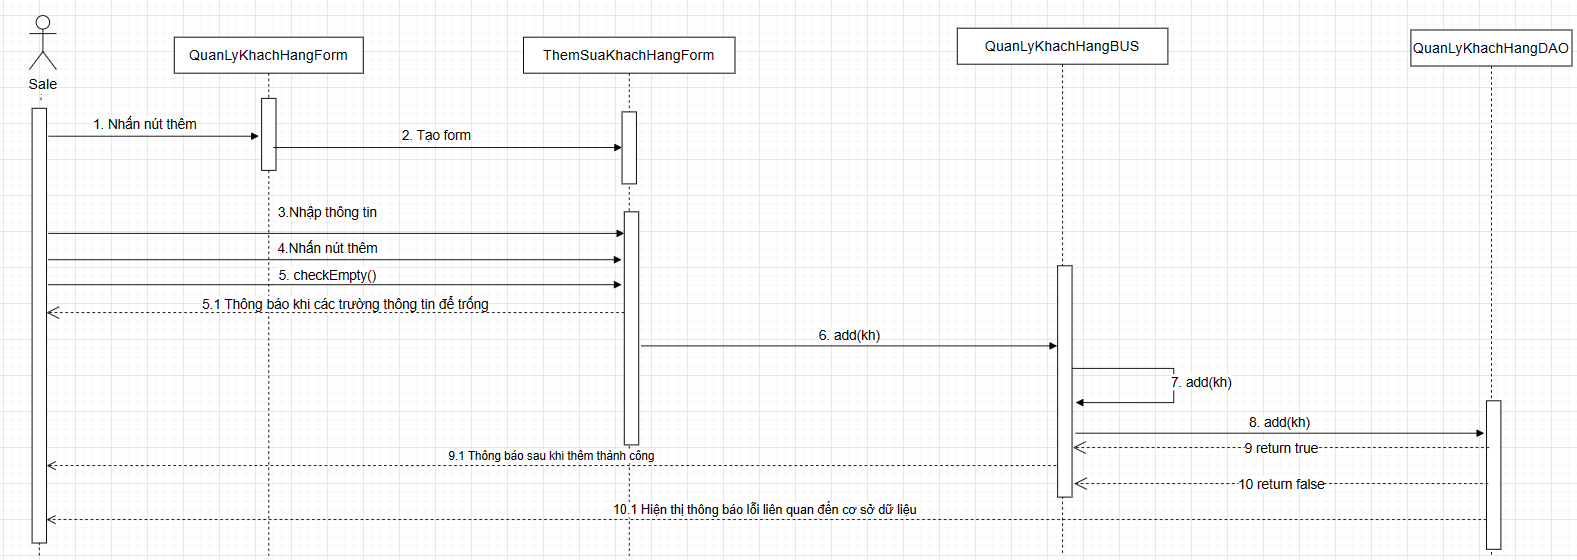 Sale
QuanLyKhachHangForm
ThemSuaKhachHangForm
QuanLyKhachHangBUS
QuanLyKhachHangDAO
1. Nhấn nút thêm
2. Tạo form
3.Nhập thông tin
4.Nhấn nút thêm
5. checkEmpty()
5.1 Thông báo khi các trường thông tin để trống
6. add(kh)
7. add(kh)
8. add(kh)
9 return true
9.1 Thông báo sau khi thêm thành công
10 return false
10.1 Hiện thị thông báo lỗi liên quan đến cơ sở dữ liệu